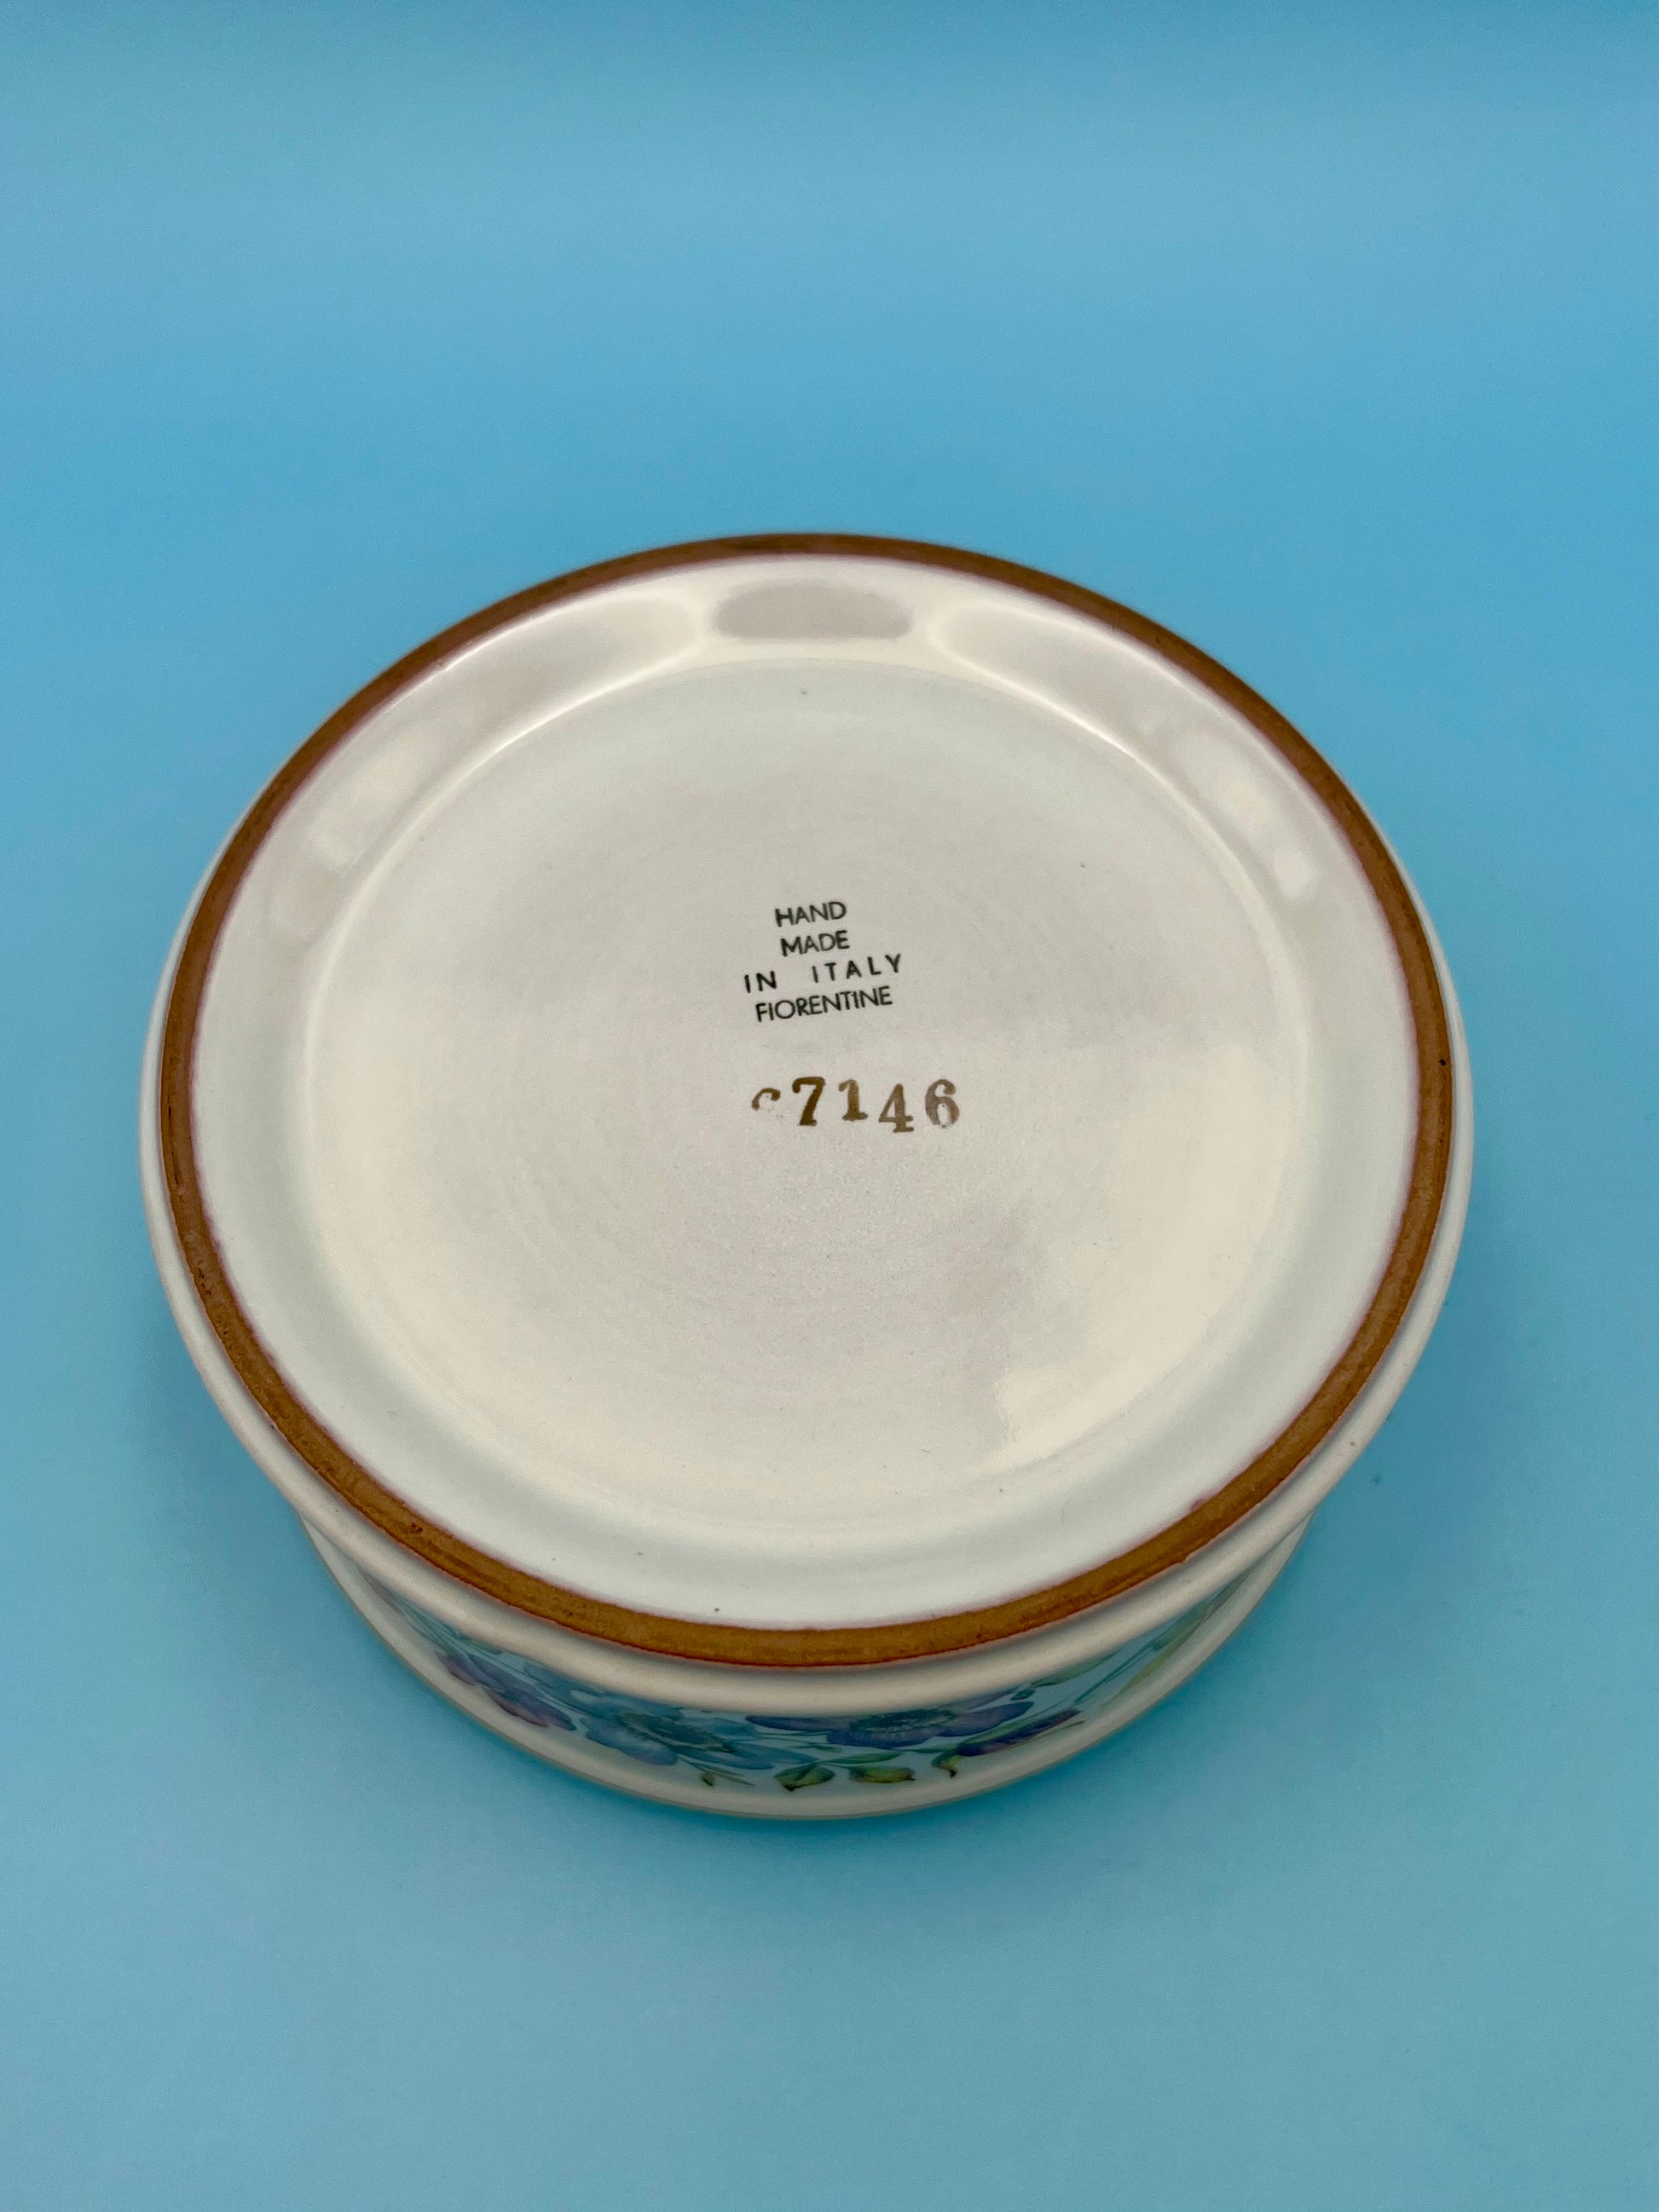 HAND
MADE
IN ITALY
FIORENTINE
7146